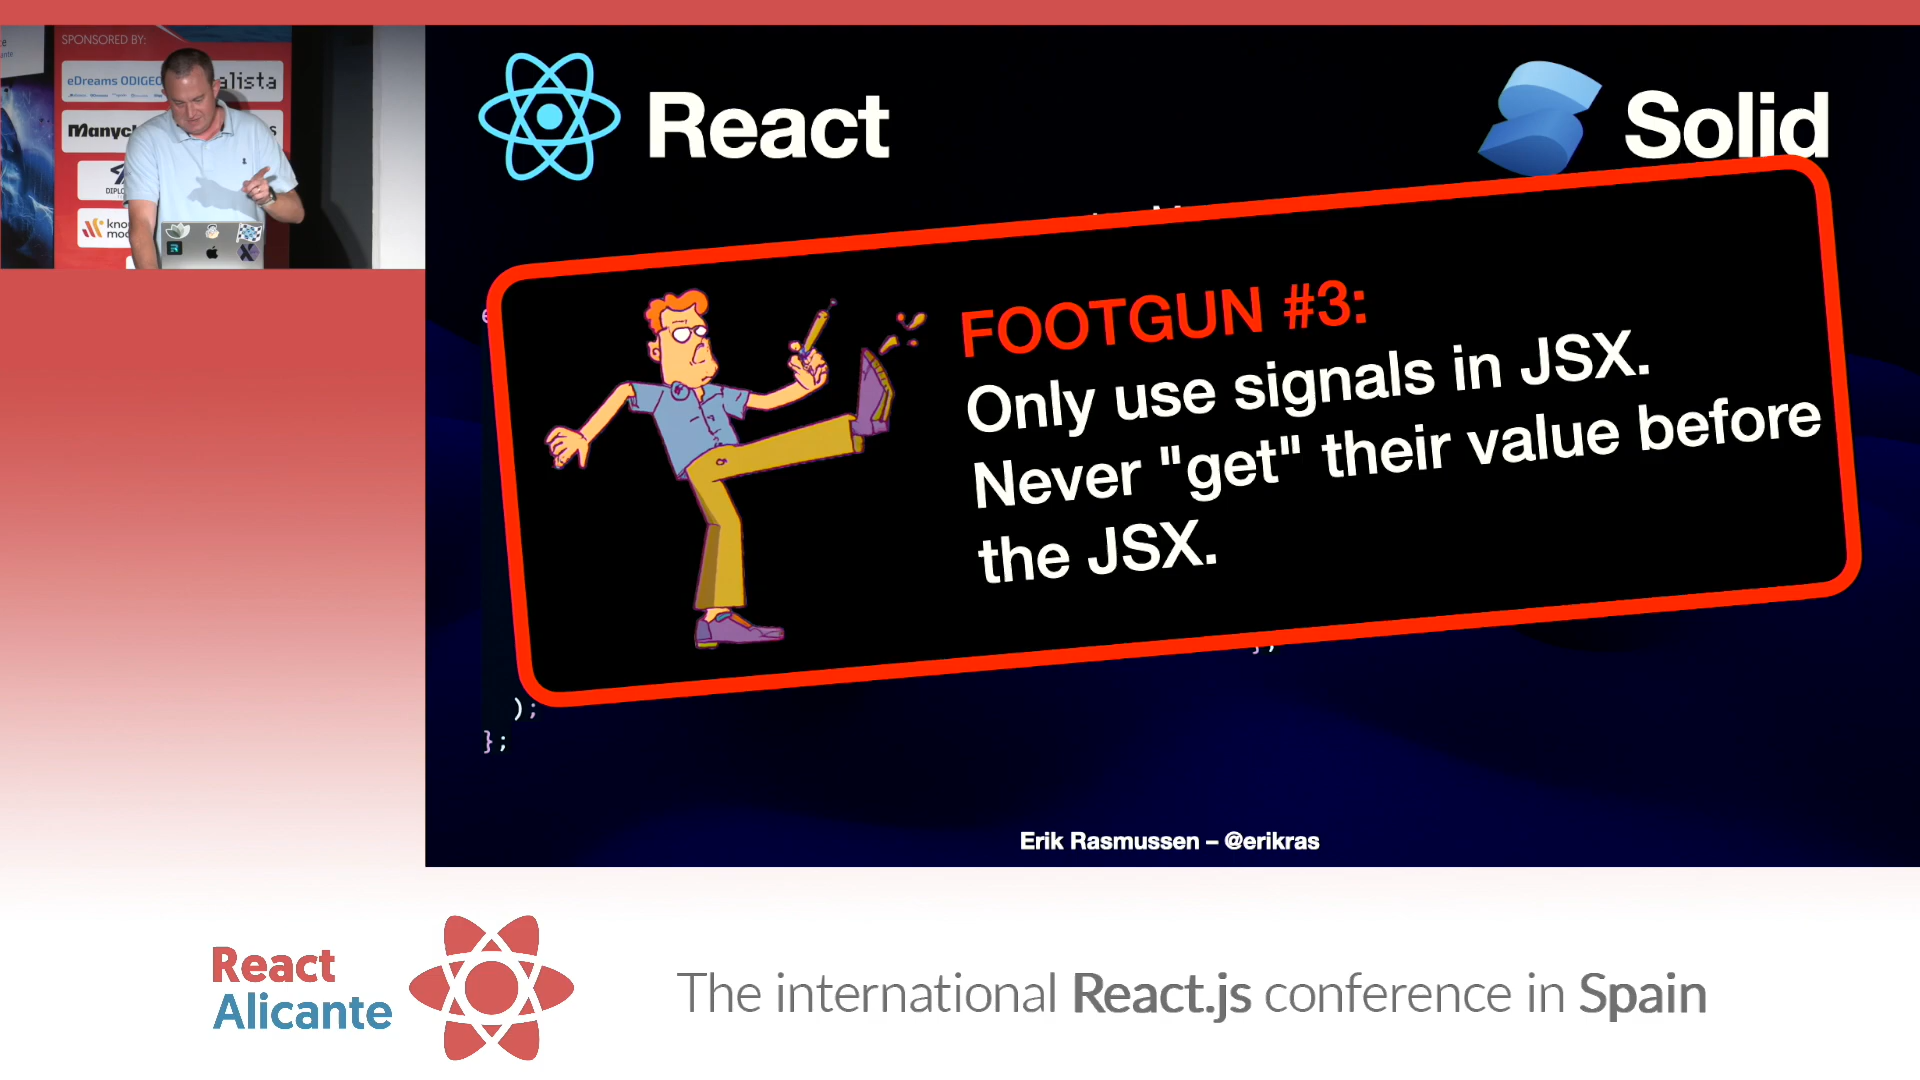 SPONSORED BY:
eDreams ODIGEO
alista
Manyc
React
Solid
FOOTGUN #3:
Only use signals in JSX.
Never "get" their value before
the JSX.
);
};
};
Erik Rasmussen – @erikras
React
Alicante
The international React.js conference in Spain